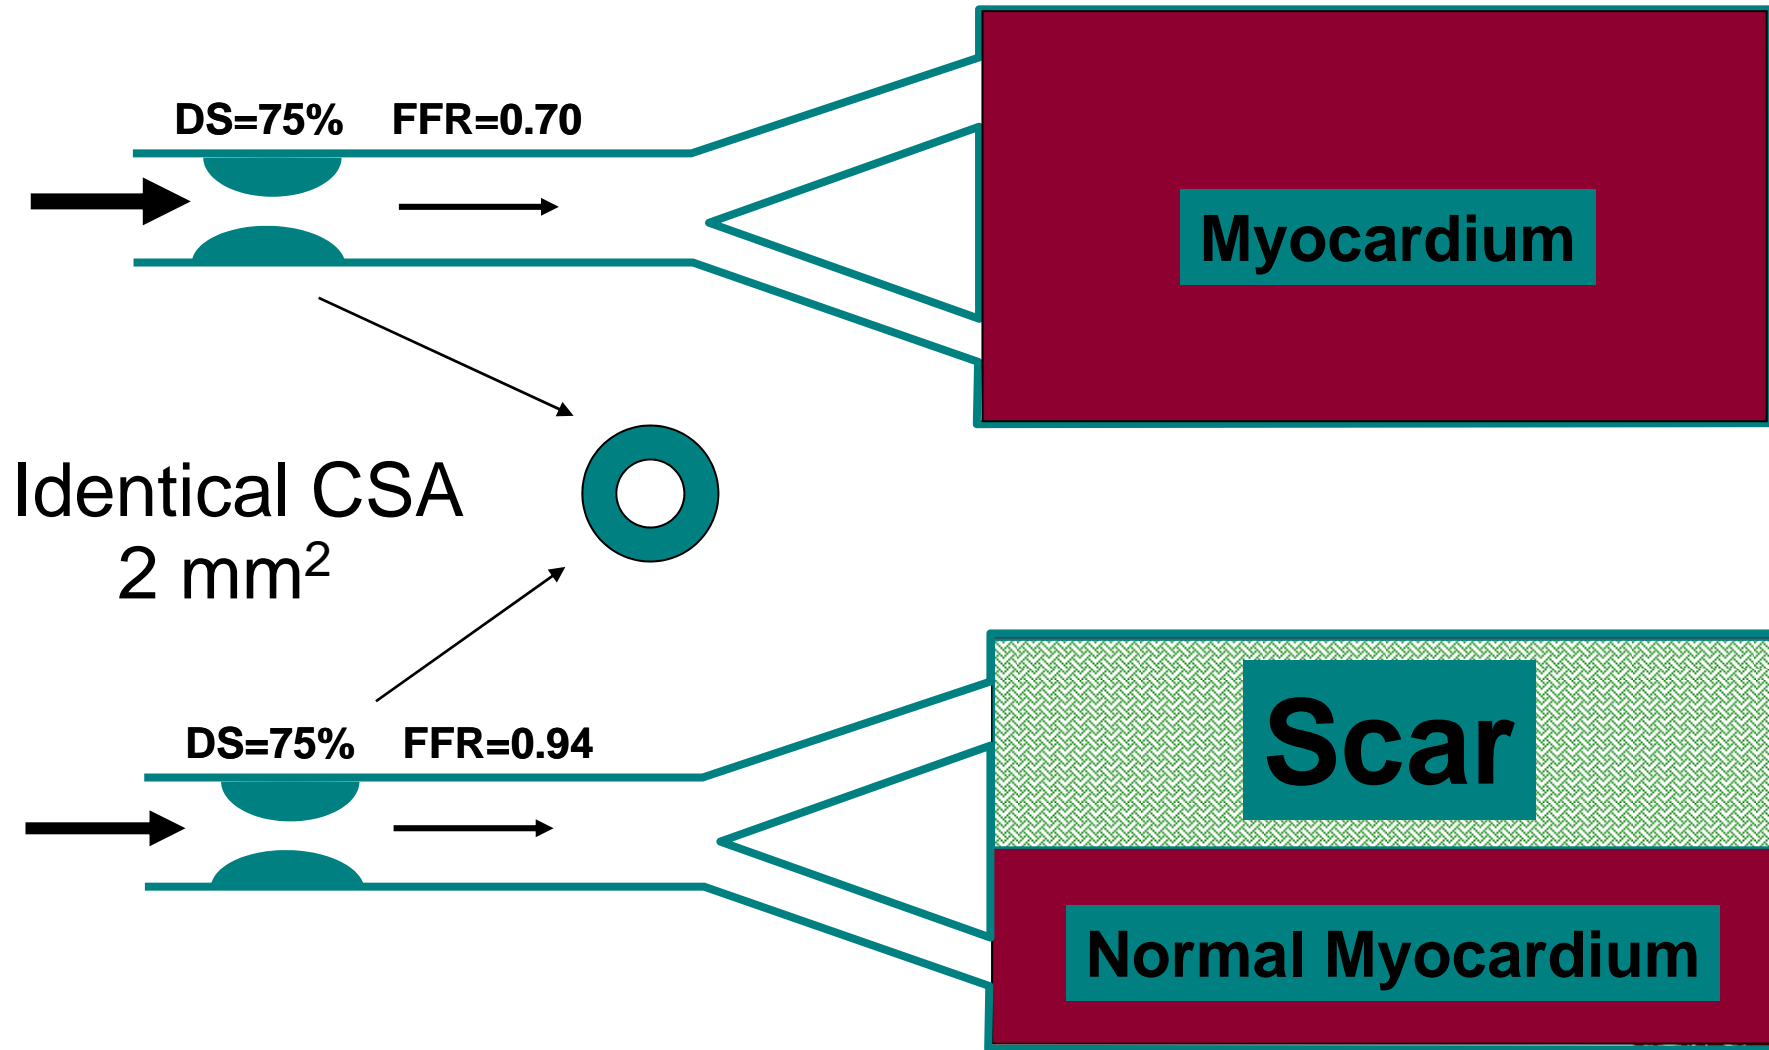 DS=75% FFR=0.70
Myocardium
Identical CSA
2 mm²
DS=75% FFR=0.94
Scar
Normal Myocardium